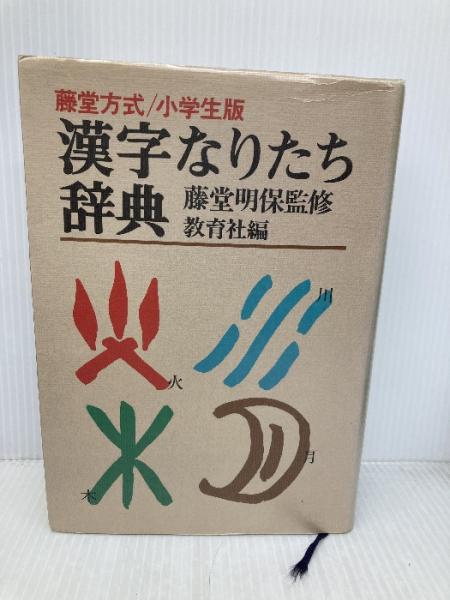 藤堂方式/小学生版
漢字なりたち
辞典
藤堂明保監修
教育社編
川
火
月
木